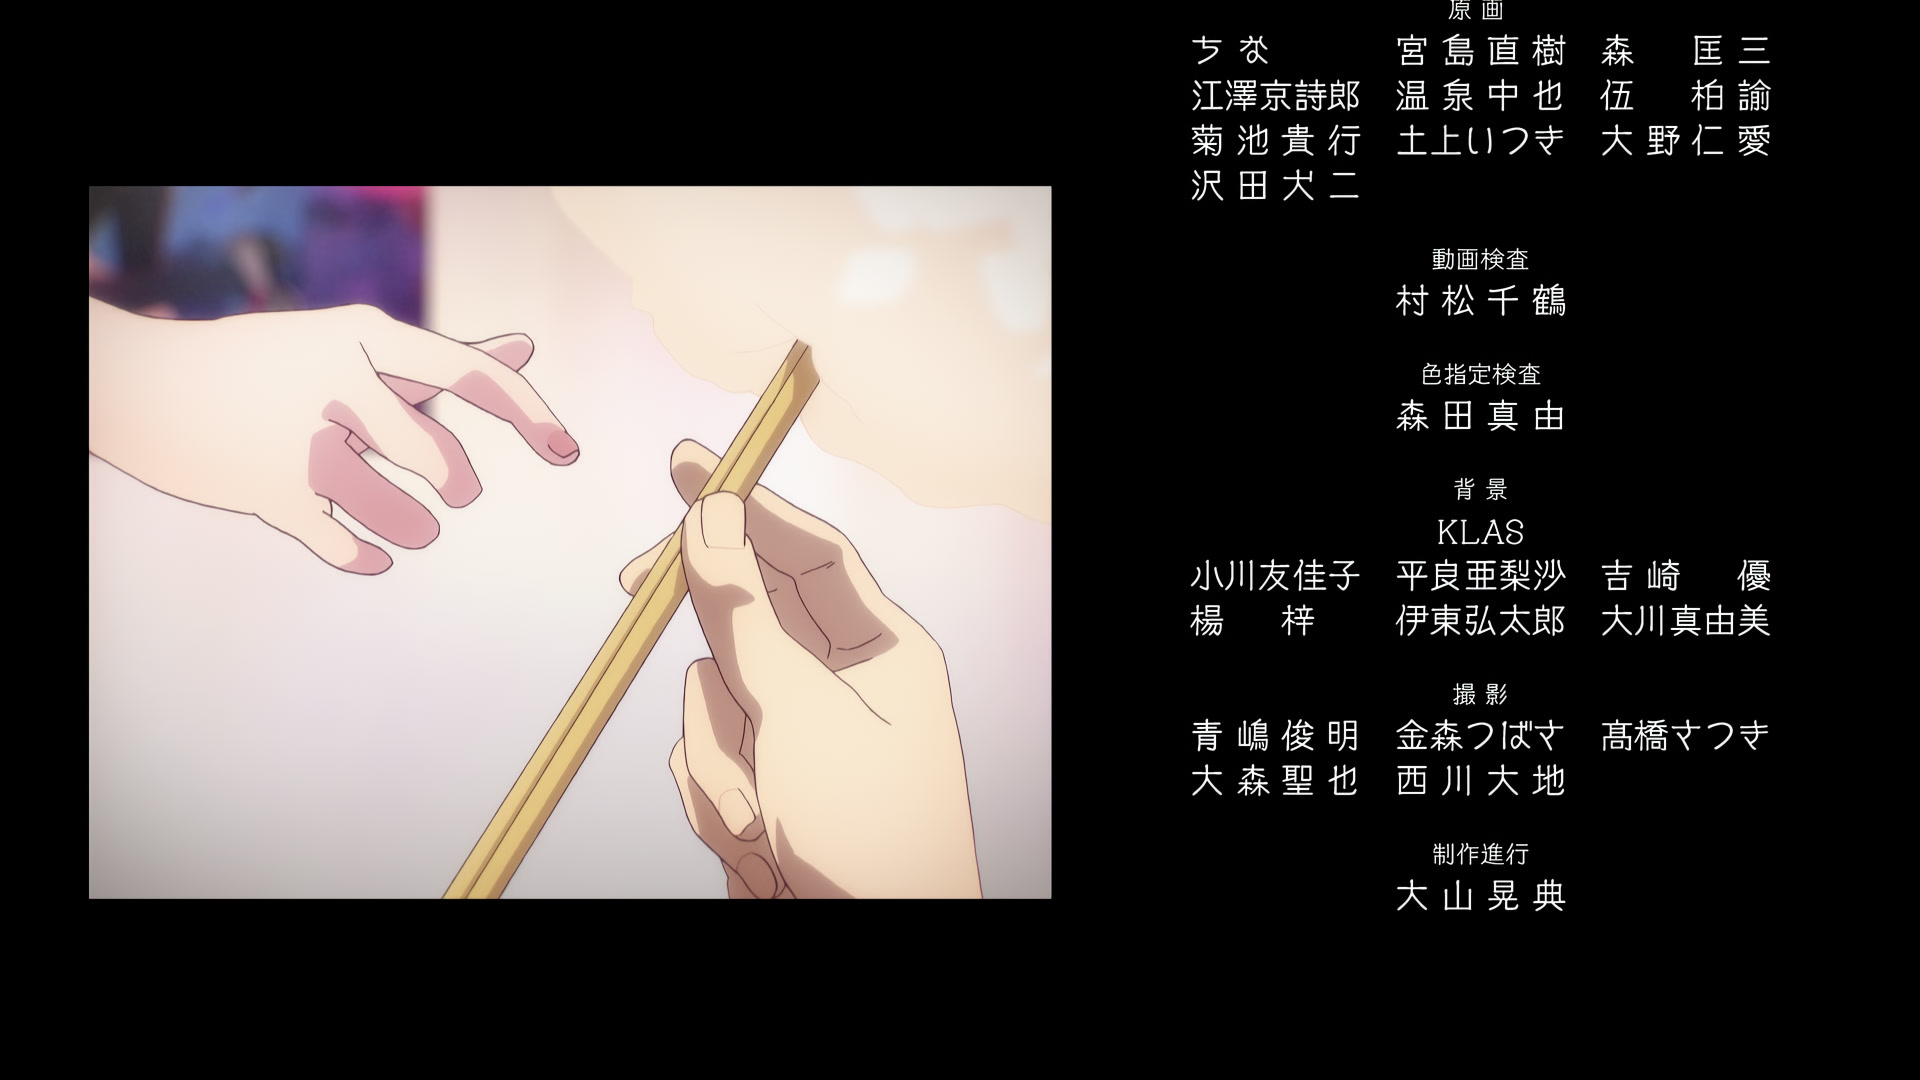 原画
ちな 宮島直樹 森 匡三
江澤京詩郎 温泉中也 伍 柏諭
菊池貴行 土上いつき 大野仁愛
沢田犬二
動画検査
村松千鶴
色指定検査
森田真由
背景
KLAS
小川友佳子 平良亜梨沙 吉崎 優
楊 梓 伊東弘太郎 大川真由美
撮影
青嶋俊明 金森つばさ 髙橋さつき
大森聖也 西川大地
制作進行
大山晃典